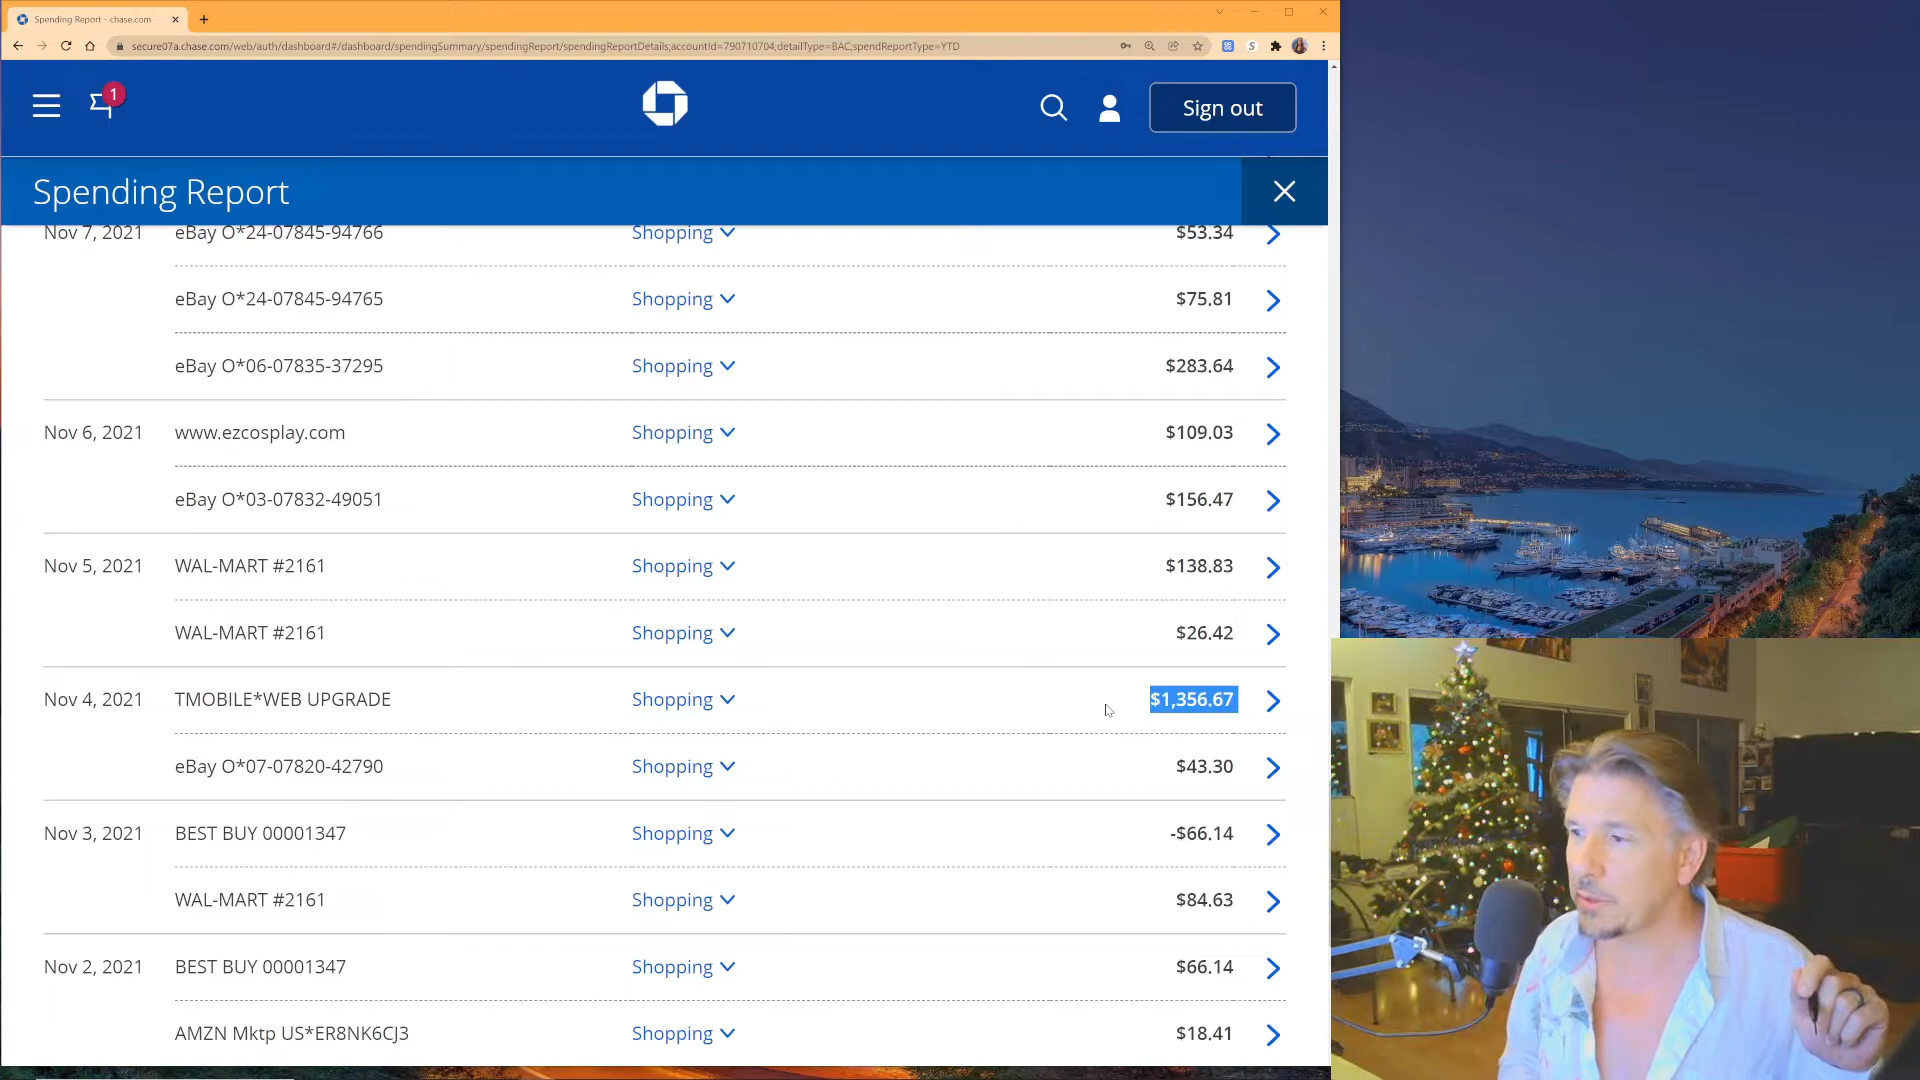 Spending Report - chase.com
secure07a.chase.com/web/auth/dashboard#/dashboard/spendingSummary/spendingReport/spendingReportDetails;accountId=790710704;detailType=BAC;spendReportType=YTD
1
Sign out
Spending Report
Nov 7, 2021 eBay O*24-07845-94766 Shopping $53.34
eBay O*24-07845-94765 Shopping $75.81
eBay O*06-07835-37295 Shopping $283.64
Nov 6, 2021 www.ezcosplay.com Shopping $109.03
eBay O*03-07832-49051 Shopping $156.47
Nov 5, 2021 WAL-MART #2161 Shopping $138.83
WAL-MART #2161 Shopping $26.42
Nov 4, 2021 TMOBILE*WEB UPGRADE Shopping $1,356.67
eBay O*07-07820-42790 Shopping $43.30
Nov 3, 2021 BEST BUY 00001347 Shopping -$66.14
WAL-MART #2161 Shopping $84.63
Nov 2, 2021 BEST BUY 00001347 Shopping $66.14
AMZN Mktp US*ER8NK6CJ3 Shopping $18.41